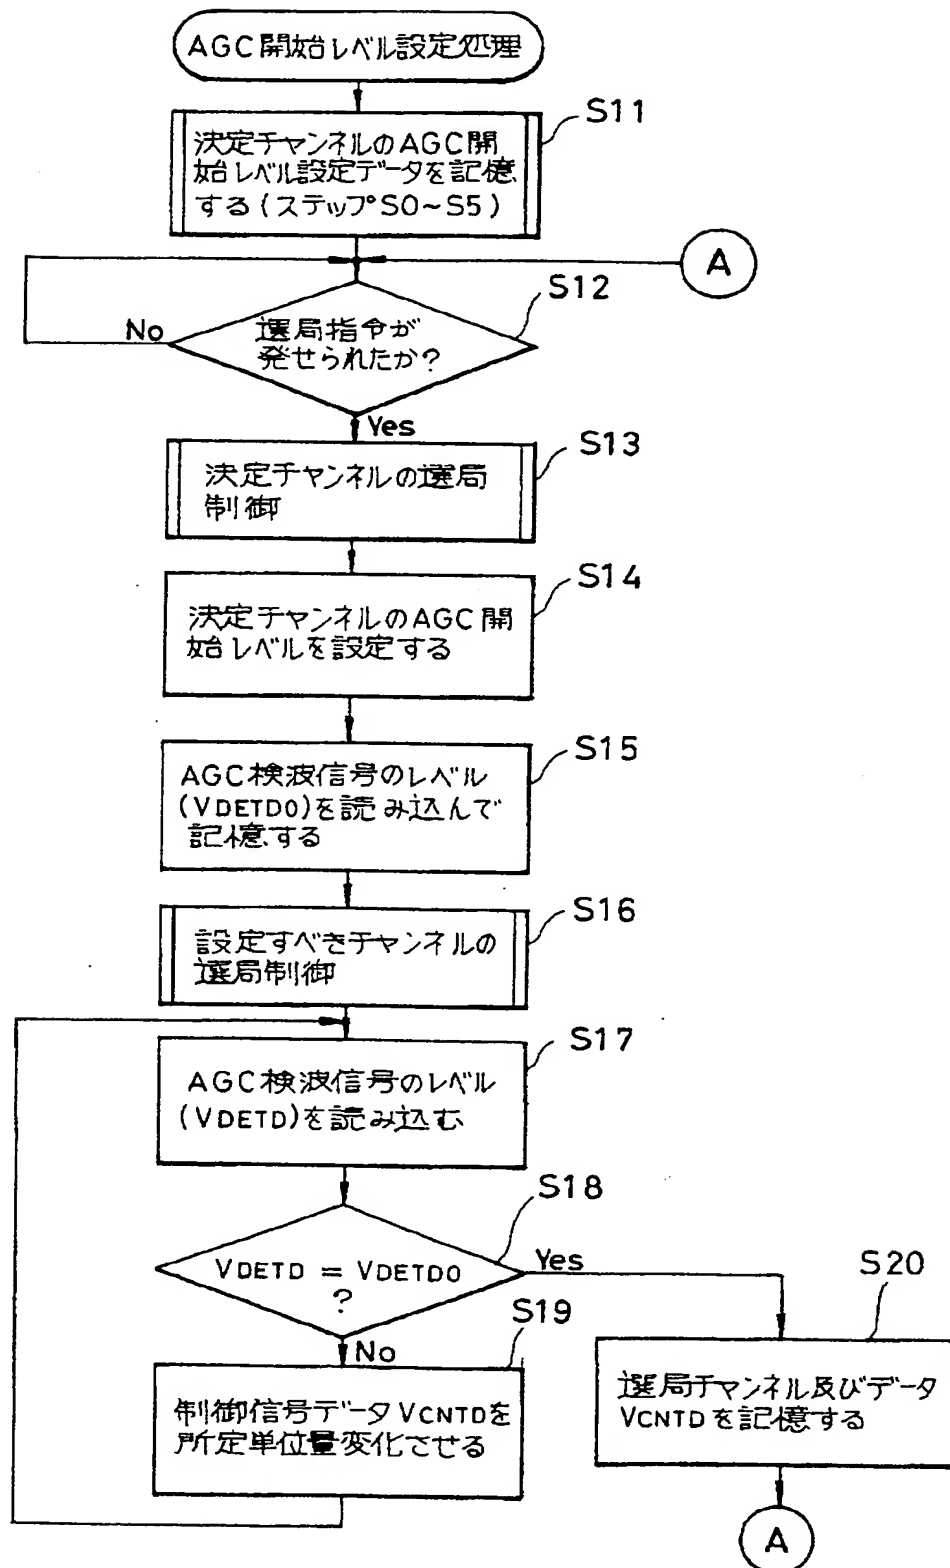 AGC開始レベル設定処理
S11
決定チャンネルのAGC開
始レベル設定データを記憶
する(ステップS0~S5)
A
S12
No
選局指令が
発せられたか?
Yes
S13
決定チャンネルの選局
制御
S14
決定チャンネルのAGC開
始レベルを設定する
S15
AGC検波信号のレベル
(VDETD0)を読み込んで
記憶する
S16
設定すべきチャンネルの
選局制御
S17
AGC検波信号のレベル
(VDETD)を読み込む
S18
VDETD = VDETD0
?
Yes
S20
S19
No
制御信号データVCNTDを
所定単位量変化させる
選局チャンネル及びデータ
VCNTDを記憶する
A